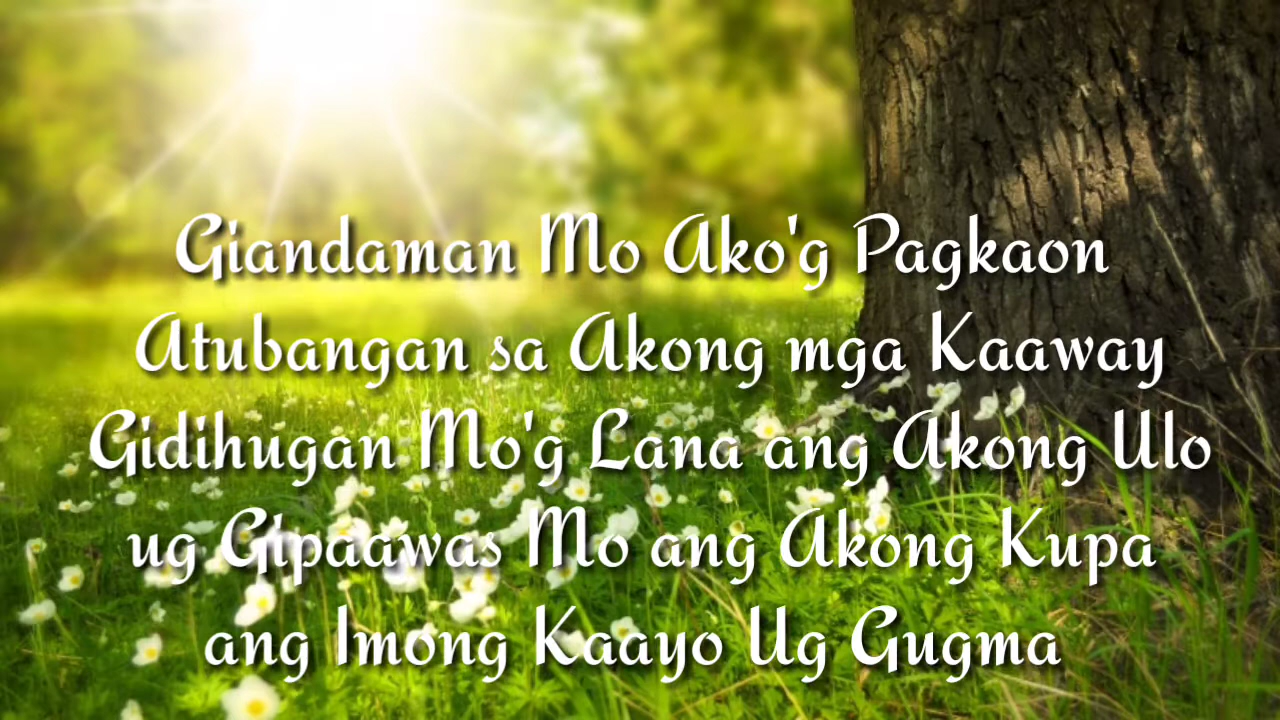 Giandaman Mo Ako'g Pagkaon
Atubangan sa Akong mga Kaaway
Gidihugan Mo'g Lana ang Akong Ulo
ug Gipaawas Mo ang Akong Kupa
ang Imong Kaayo Ug Gugma